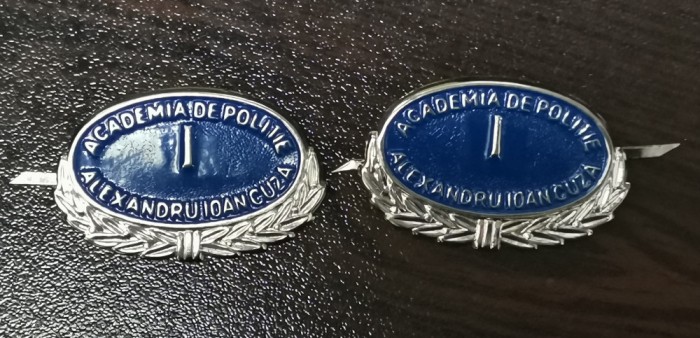 ACADEMIA DE POLITIE
I
ALEXANDRU IOAN CUZA
ACADEMIA DE POLITIE
I
ALEXANDRU IOAN CUZA